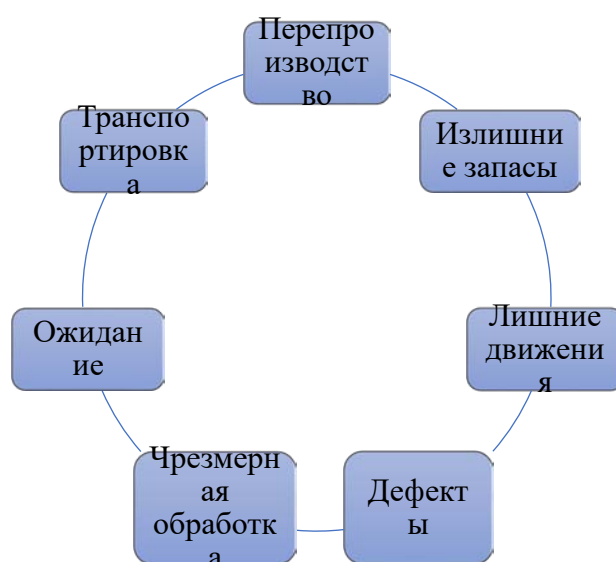 Перепро
изводст
во
Излишни
е запасы
Лишние
движени
я
Дефект
ы
Чрезмерн
ая
обработк
а
Ожидан
ие
Транспо
ртировк
а